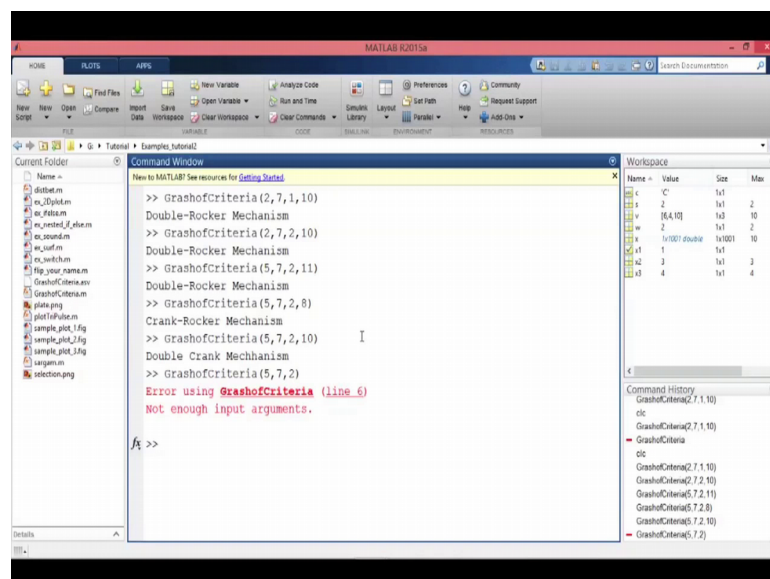 MATLAB R2015a
HOME PLOTS APPS
Search Documentation
New Script
New
Open
Find Files
Compare
Import Data
Save Workspace
New Variable
Open Variable
Clear Workspace
Analyze Code
Run and Time
Clear Commands
Simulink Library
Layout
Preferences
Set Path
Parallel
Help
Community
Request Support
Add-Ons
FILE VARIABLE CODE SIMULINK ENVIRONMENT RESOURCES
G: Tutorial Examples_tutorial2
Current Folder
Name
distbet.m
ex_2Dplot.m
ex_ifelse.m
ex_nested_if_else.m
ex_sound.m
ex_surf.m
ex_switch.m
flip_your_name.m
GrashofCriteria.asv
GrashofCriteria.m
plate.png
plotTriPulse.m
sample_plot_1.fig
sample_plot_2.fig
sample_plot_3.fig
sargam.m
selection.png
Details
Command Window
New to MATLAB? See resources for Getting Started.
>> GrashofCriteria(2,7,1,10)
Double-Rocker Mechanism
>> GrashofCriteria(2,7,2,10)
Double-Rocker Mechanism
>> GrashofCriteria(5,7,2,11)
Double-Rocker Mechanism
>> GrashofCriteria(5,7,2,8)
Crank-Rocker Mechanism
>> GrashofCriteria(5,7,2,10)
Double Crank Mechhanism
>> GrashofCriteria(5,7,2)
Error using GrashofCriteria (line 6)
Not enough input arguments.
fx >>
Workspace
Name Value Size Max
c 'C' 1x1
s 2 1x1 2
v [6,4,10] 1x3 10
w 2 1x1 2
x 1x1001 double 1x1001 10
x1 1 1x1
x2 3 1x1 3
x3 4 1x1 4
Command History
GrashofCriteria(2,7,1,10)
clc
GrashofCriteria(2,7,1,10)
GrashofCriteria
clc
GrashofCriteria(2,7,1,10)
GrashofCriteria(2,7,2,10)
GrashofCriteria(5,7,2,11)
GrashofCriteria(5,7,2,8)
GrashofCriteria(5,7,2,10)
GrashofCriteria(5,7,2)